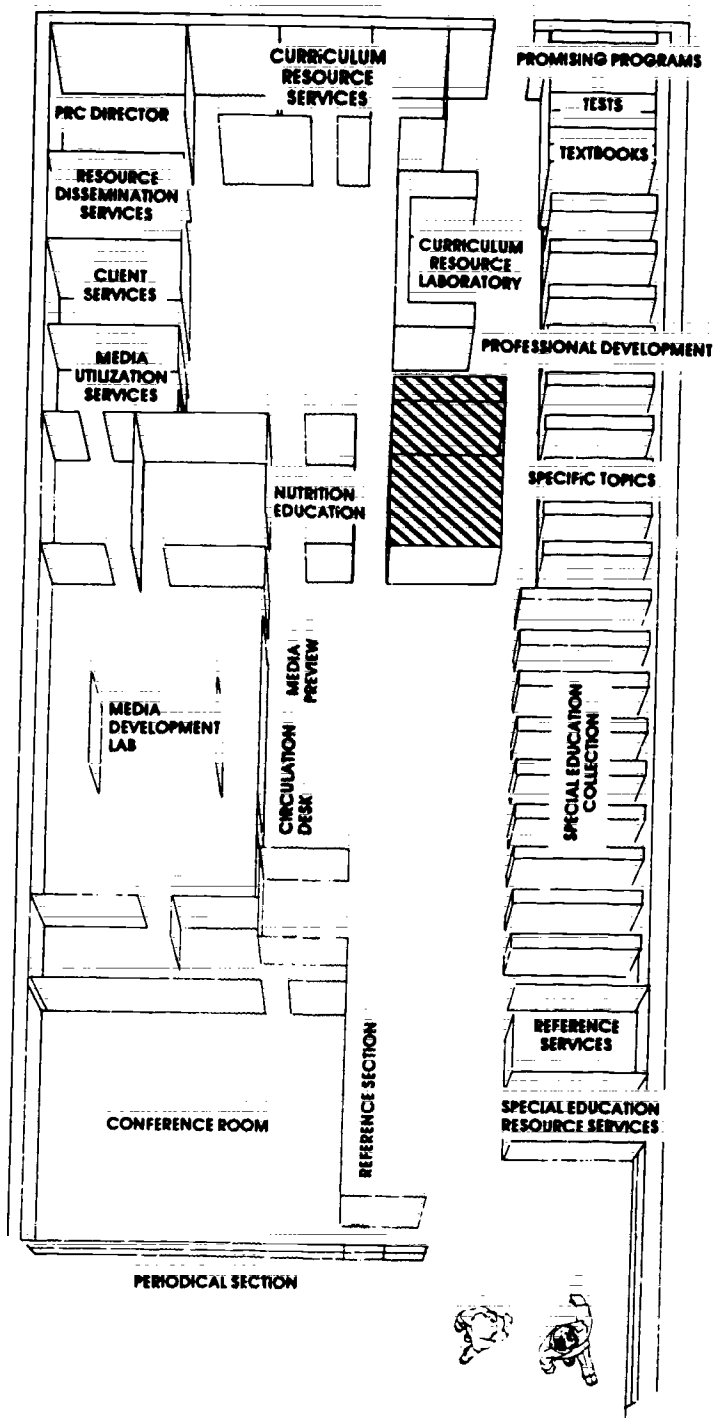 CURRiCULUM
RESOURCE
SERVICES
PROMISING PROGRAMS
PRC DIRECTOR
TESTS
TEXTBOOKS
RESOURCE
DISSEMINATION
SERVICES
CURRICULUM
RESOURCE
LABORATORY
CLIENT
SERVICES
PROFESSIONAL DEVELOPMENT
MEDIA
UTILIZATION
SERVICES
SPECIFIC TOPICS
NUTRITION
EDUCATION
MEDIA
PREVIEW
MEDIA
DEVELOPMENT
LAB
CIRCULATION
DESK
SPECIAL EDUCATION
COLLECTION
REFERENCE
SERVICES
REFERENCE SECTION
SPECIAL EDUCATION
RESOURCE SERVICES
CONFERENCE ROOM
PERIODICAL SECTION